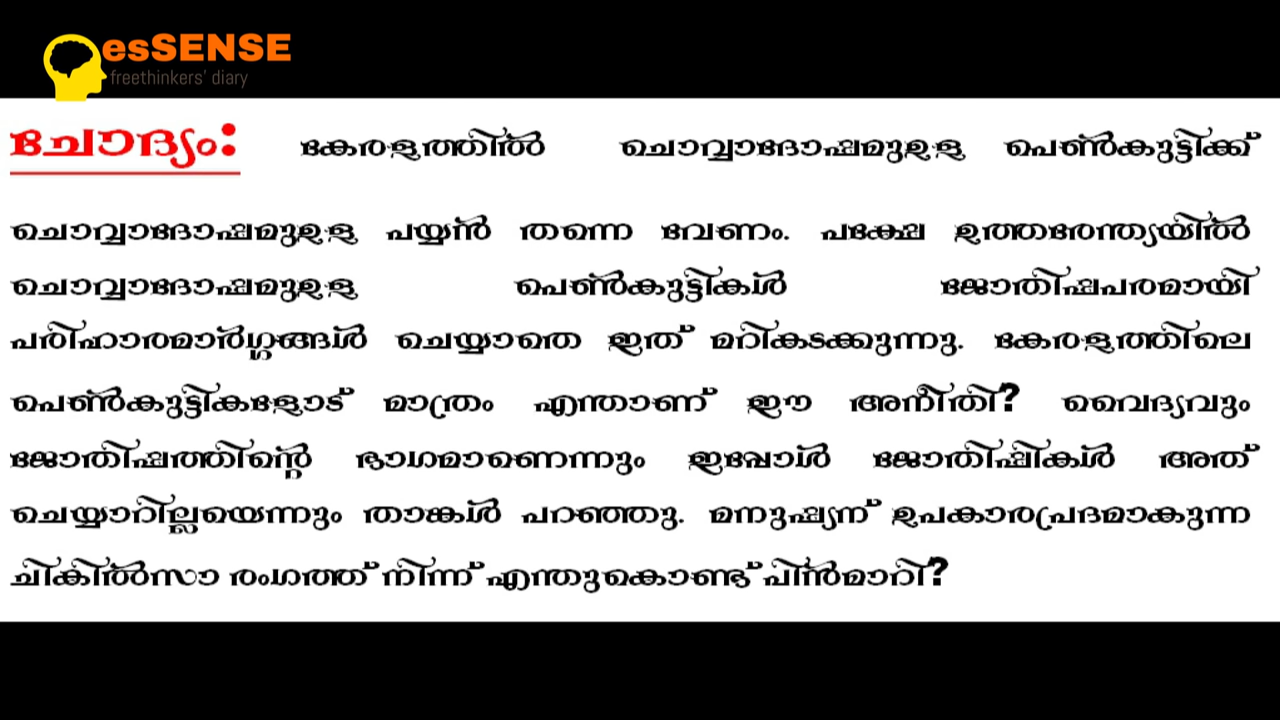 esSENSE
freethinkers' diary
ചോദ്യം: കേരളത്തിൽ ചൊവ്വാദോഷമുള്ള പെൺകുട്ടിക്ക്
ചൊവ്വാദോഷമുള്ള പയ്യൻ തന്നെ വേണം. പക്ഷേ ഉത്തരേന്ത്യയിൽ
ചൊവ്വാദോഷമുള്ള പെൺകുട്ടികൾ ജ്യോതിഷപരമായി
പരിഹാരമാർഗ്ഗങ്ങൾ ചെയ്യാതെ ഇത് മറികടക്കുന്നു. കേരളത്തിലെ
പെൺകുട്ടികളോട് മാത്രം എന്താണ് ഈ അനീതി? വൈദ്യവും
ജ്യോതിഷത്തിന്റെ ഭാഗമാണെന്നും ഇപ്പോൾ ജ്യോതിഷികൾ അത്
ചെയ്യാറില്ലയെന്നും താങ്കൾ പറഞ്ഞു. മനുഷ്യന് ഉപകാരപ്രദമാകുന്ന
ചികിൽസാ രംഗത്ത് നിന്ന് എന്തുകൊണ്ട് പിൻമാറി?